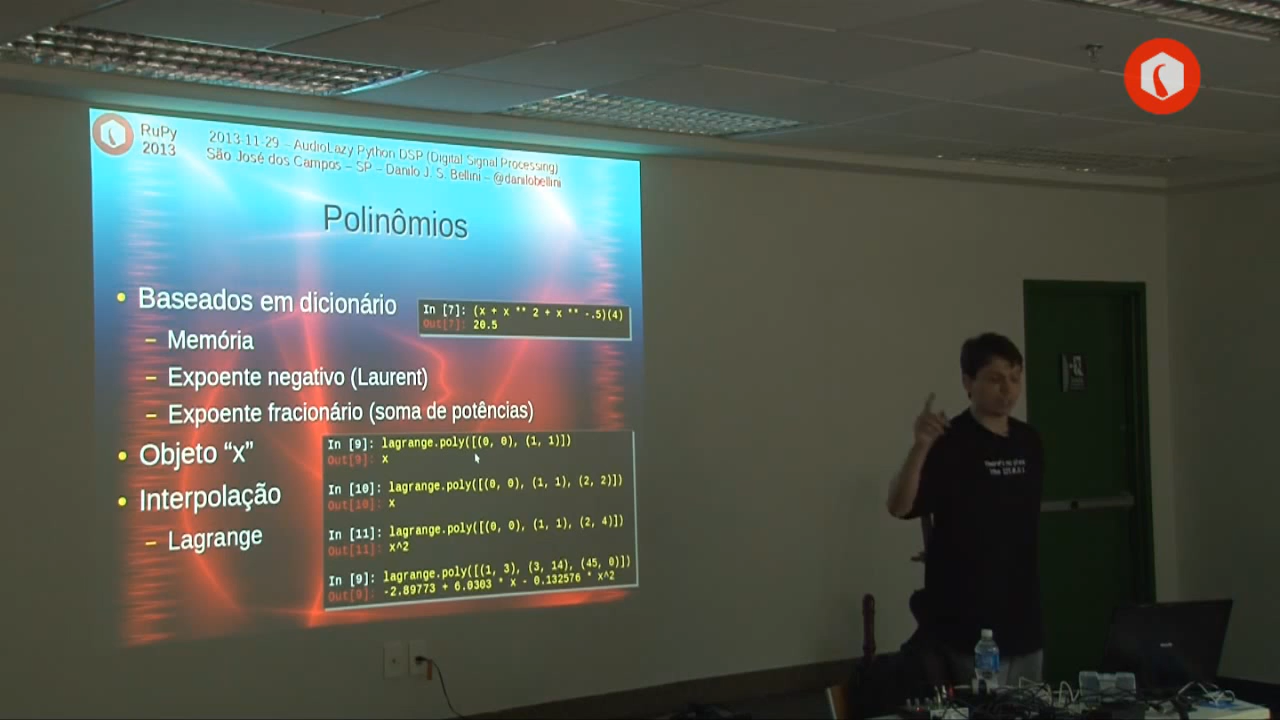 RuPy
2013
2013-11-29 – AudioLazy Python DSP (Digital Signal Processing)
São José dos Campos – SP – Danilo J. S. Bellini – @danilobellini
Polinômios
• Baseados em dicionário
– Memória
– Expoente negativo (Laurent)
– Expoente fracionário (soma de potências)
• Objeto “x”
• Interpolação
– Lagrange
In [7]: (x + x ** 2 + x ** -.5)(4)
Out[7]: 20.5
In [9]: lagrange.poly([(0, 0), (1, 1)])
Out[9]: x
In [10]: lagrange.poly([(0, 0), (1, 1), (2, 2)])
Out[10]: x
In [11]: lagrange.poly([(0, 0), (1, 1), (2, 4)])
Out[11]: x^2
In [9]: lagrange.poly([(1, 3), (3, 14), (45, 0)])
Out[9]: -2.89773 + 6.0303 * x - 0.132576 * x^2